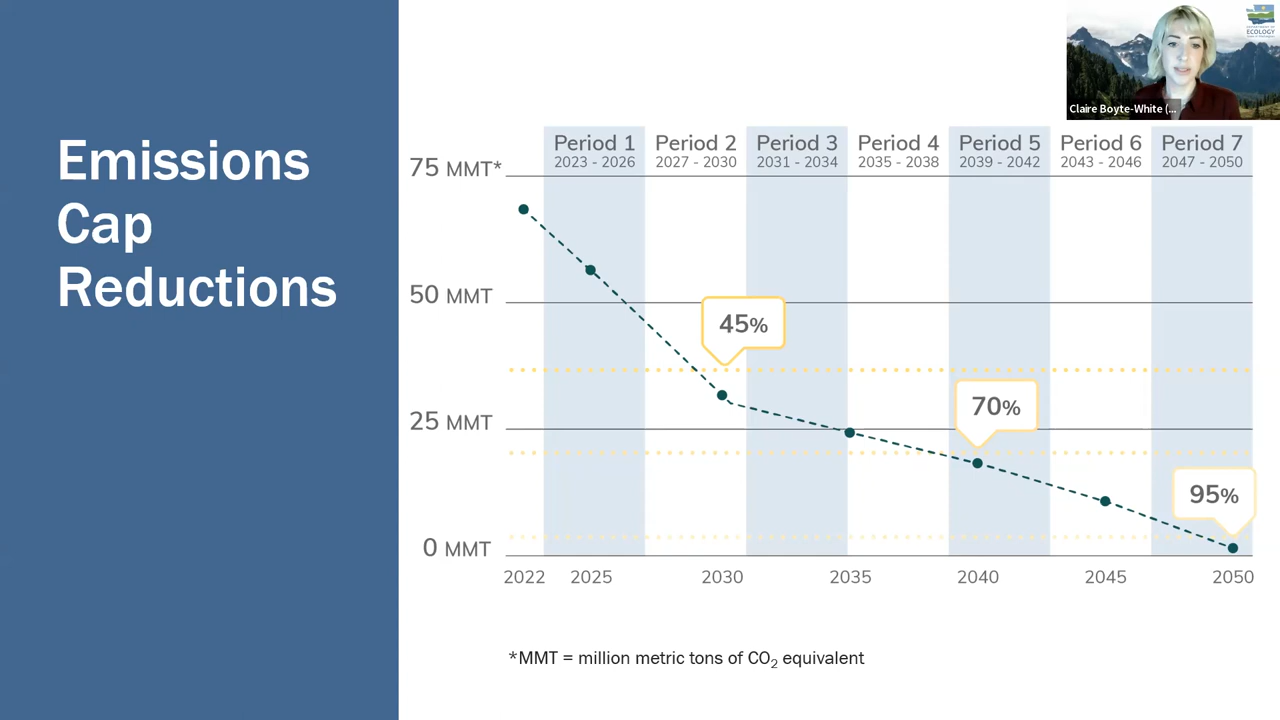 Emissions
Cap
Reductions
ECOLOGY
Claire Boyte-White (...
Period 1
2023 - 2026
Period 2
2027 - 2030
Period 3
2031 - 2034
Period 4
2035 - 2038
Period 5
2039 - 2042
Period 6
2043 - 2046
Period 7
2047 - 2050
75 MMT*
50 MMT
25 MMT
0 MMT
45%
70%
95%
2022
2025
2030
2035
2040
2045
2050
*MMT = million metric tons of CO₂ equivalent